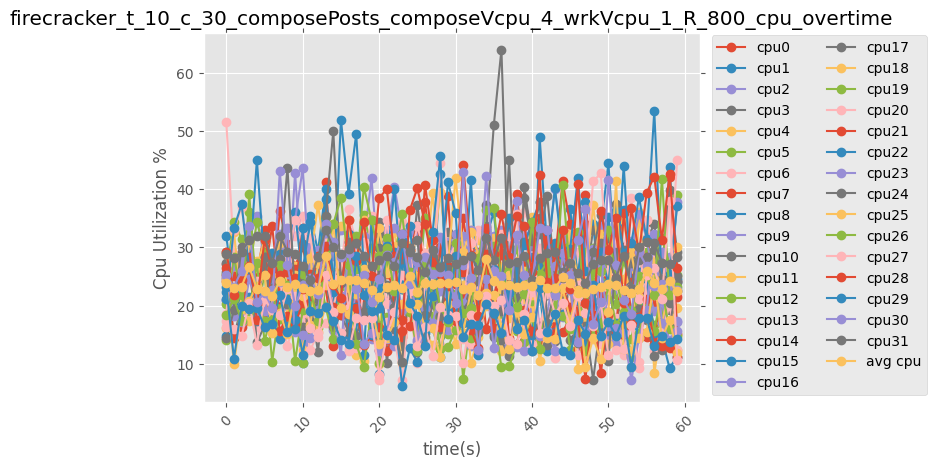 firecracker_t_10_c_30_composePosts_composeVcpu_4_wrkVcpu_1_R_800_cpu_overtime
Cpu Utilization %
60
50
40
30
20
10
0
10
20
30
40
50
60
time(s)
cpu0
cpu1
cpu2
cpu3
cpu4
cpu5
cpu6
cpu7
cpu8
cpu9
cpu10
cpu11
cpu12
cpu13
cpu14
cpu15
cpu16
cpu17
cpu18
cpu19
cpu20
cpu21
cpu22
cpu23
cpu24
cpu25
cpu26
cpu27
cpu28
cpu29
cpu30
cpu31
avg cpu